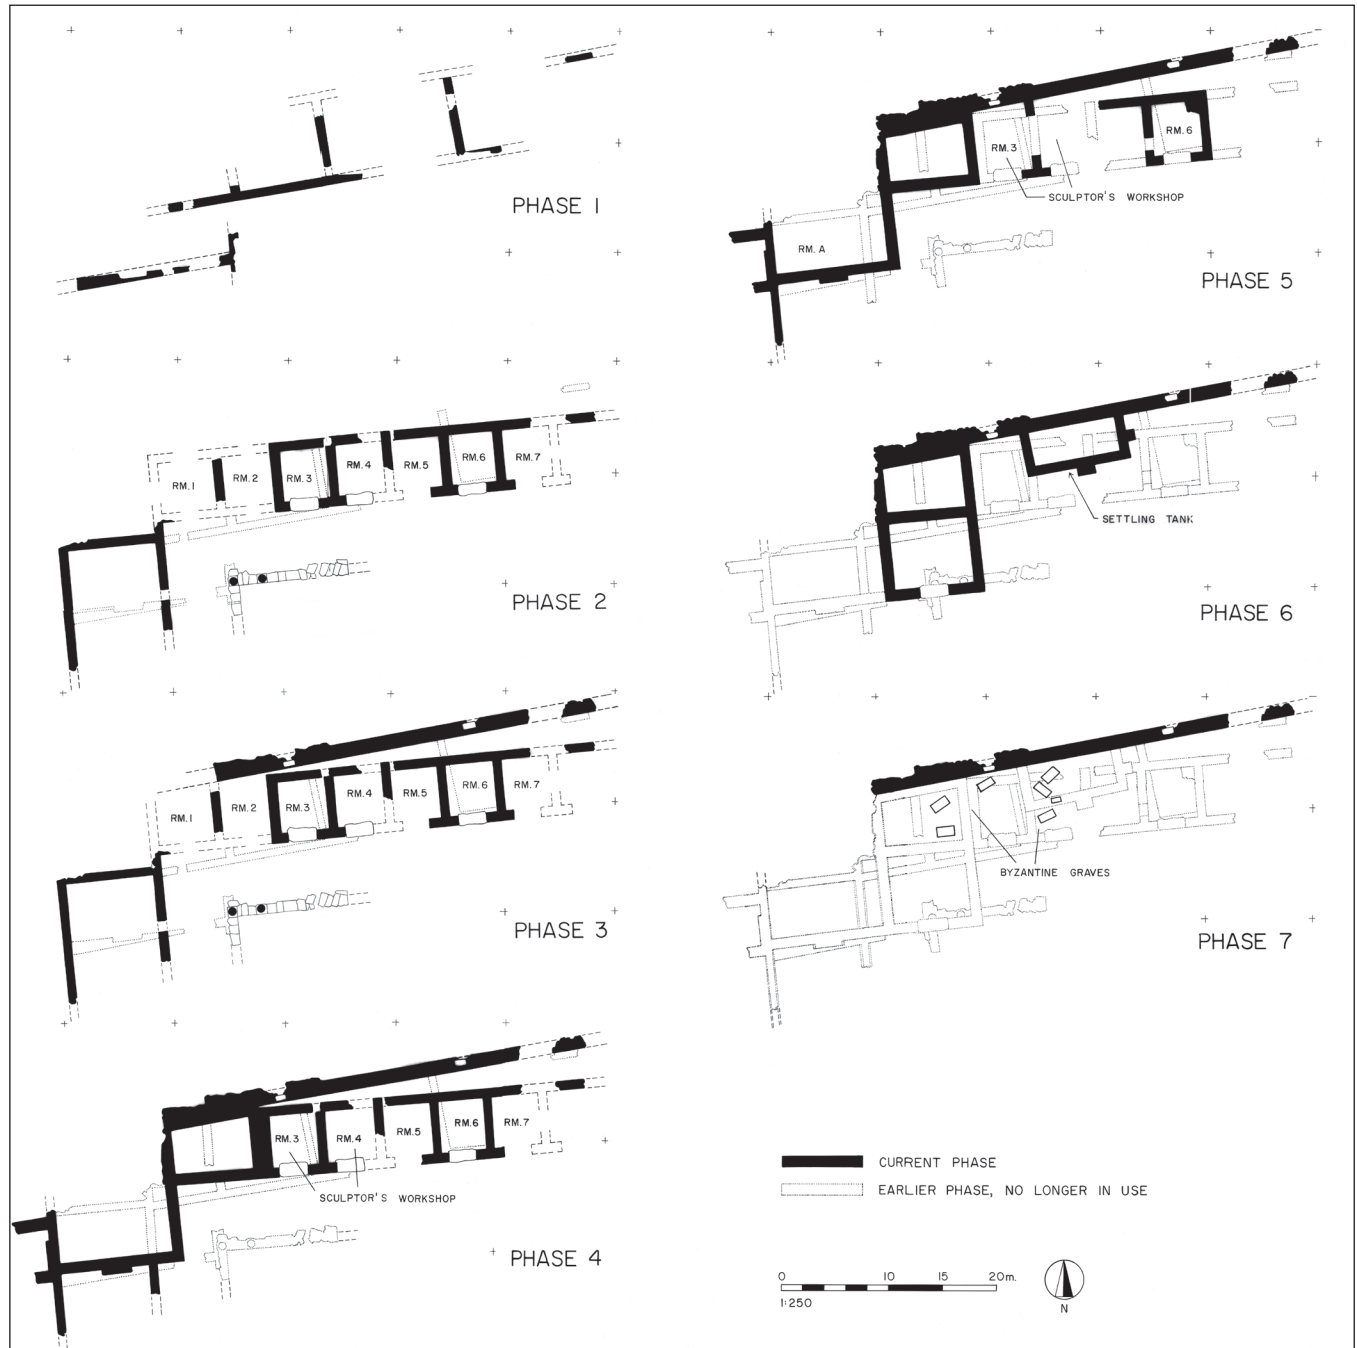 PHASE 1
RM. 1
RM. 2
RM. 3
RM. 4
RM. 5
RM. 6
RM. 7
PHASE 2
RM. 1
RM. 2
RM. 3
RM. 4
RM. 5
RM. 6
RM. 7
PHASE 3
RM. 3
RM. 4
RM. 5
RM. 6
RM. 7
SCULPTOR'S WORKSHOP
PHASE 4
RM. 6
RM. 3
SCULPTOR'S WORKSHOP
RM. A
PHASE 5
SETTLING TANK
PHASE 6
BYZANTINE GRAVES
PHASE 7
CURRENT PHASE
EARLIER PHASE, NO LONGER IN USE
0 10 15 20m.
1:250
N